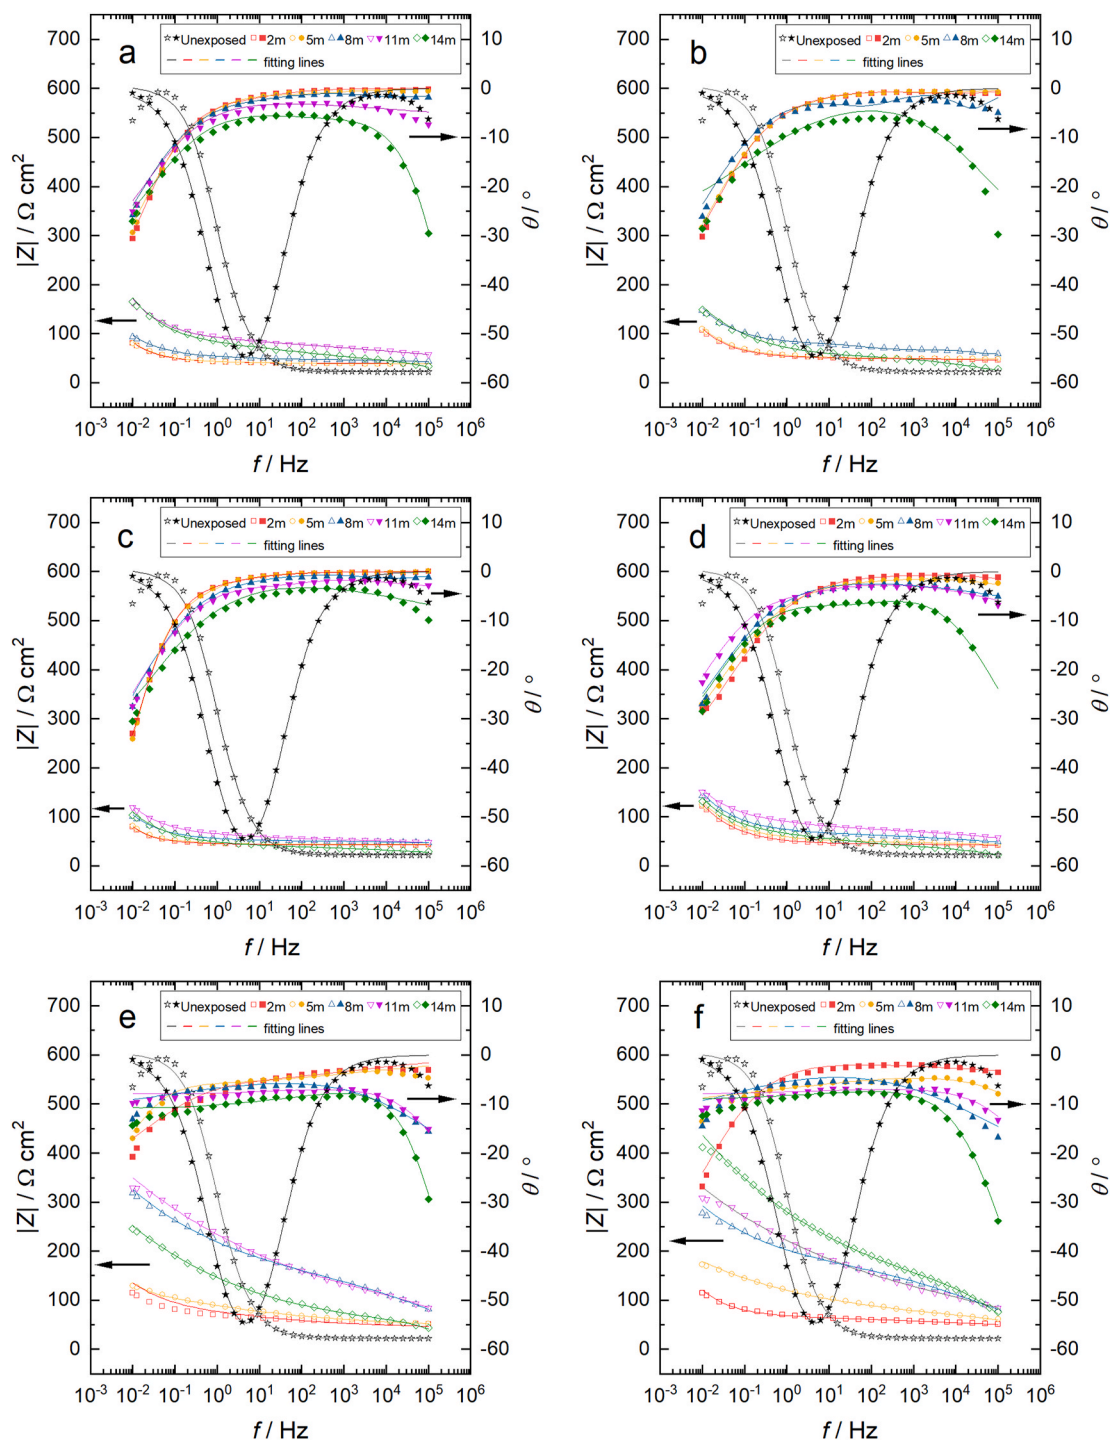 a
Unexposed 2m 5m 8m 11m 14m
fitting lines
700
600
500
400
300
200
100
0
|Z| / Ω cm²
10
0
-10
-20
-30
-40
-50
-60
θ / °
10⁻³ 10⁻² 10⁻¹ 10⁰ 10¹ 10² 10³ 10⁴ 10⁵ 10⁶
f / Hz
b
Unexposed 2m 5m 8m 14m
fitting lines
700
600
500
400
300
200
100
0
|Z| / Ω cm²
10
0
-10
-20
-30
-40
-50
-60
θ / °
10⁻³ 10⁻² 10⁻¹ 10⁰ 10¹ 10² 10³ 10⁴ 10⁵ 10⁶
f / Hz
c
Unexposed 2m 5m 8m 11m 14m
fitting lines
700
600
500
400
300
200
100
0
|Z| / Ω cm²
10
0
-10
-20
-30
-40
-50
-60
θ / °
10⁻³ 10⁻² 10⁻¹ 10⁰ 10¹ 10² 10³ 10⁴ 10⁵ 10⁶
f / Hz
d
Unexposed 2m 5m 8m 11m 14m
fitting lines
700
600
500
400
300
200
100
0
|Z| / Ω cm²
10
0
-10
-20
-30
-40
-50
-60
θ / °
10⁻³ 10⁻² 10⁻¹ 10⁰ 10¹ 10² 10³ 10⁴ 10⁵ 10⁶
f / Hz
e
Unexposed 2m 5m 8m 11m 14m
fitting lines
700
600
500
400
300
200
100
0
|Z| / Ω cm²
10
0
-10
-20
-30
-40
-50
-60
θ / °
10⁻³ 10⁻² 10⁻¹ 10⁰ 10¹ 10² 10³ 10⁴ 10⁵ 10⁶
f / Hz
f
Unexposed 2m 5m 8m 11m 14m
fitting lines
700
600
500
400
300
200
100
0
|Z| / Ω cm²
10
0
-10
-20
-30
-40
-50
-60
θ / °
10⁻³ 10⁻² 10⁻¹ 10⁰ 10¹ 10² 10³ 10⁴ 10⁵ 10⁶
f / Hz